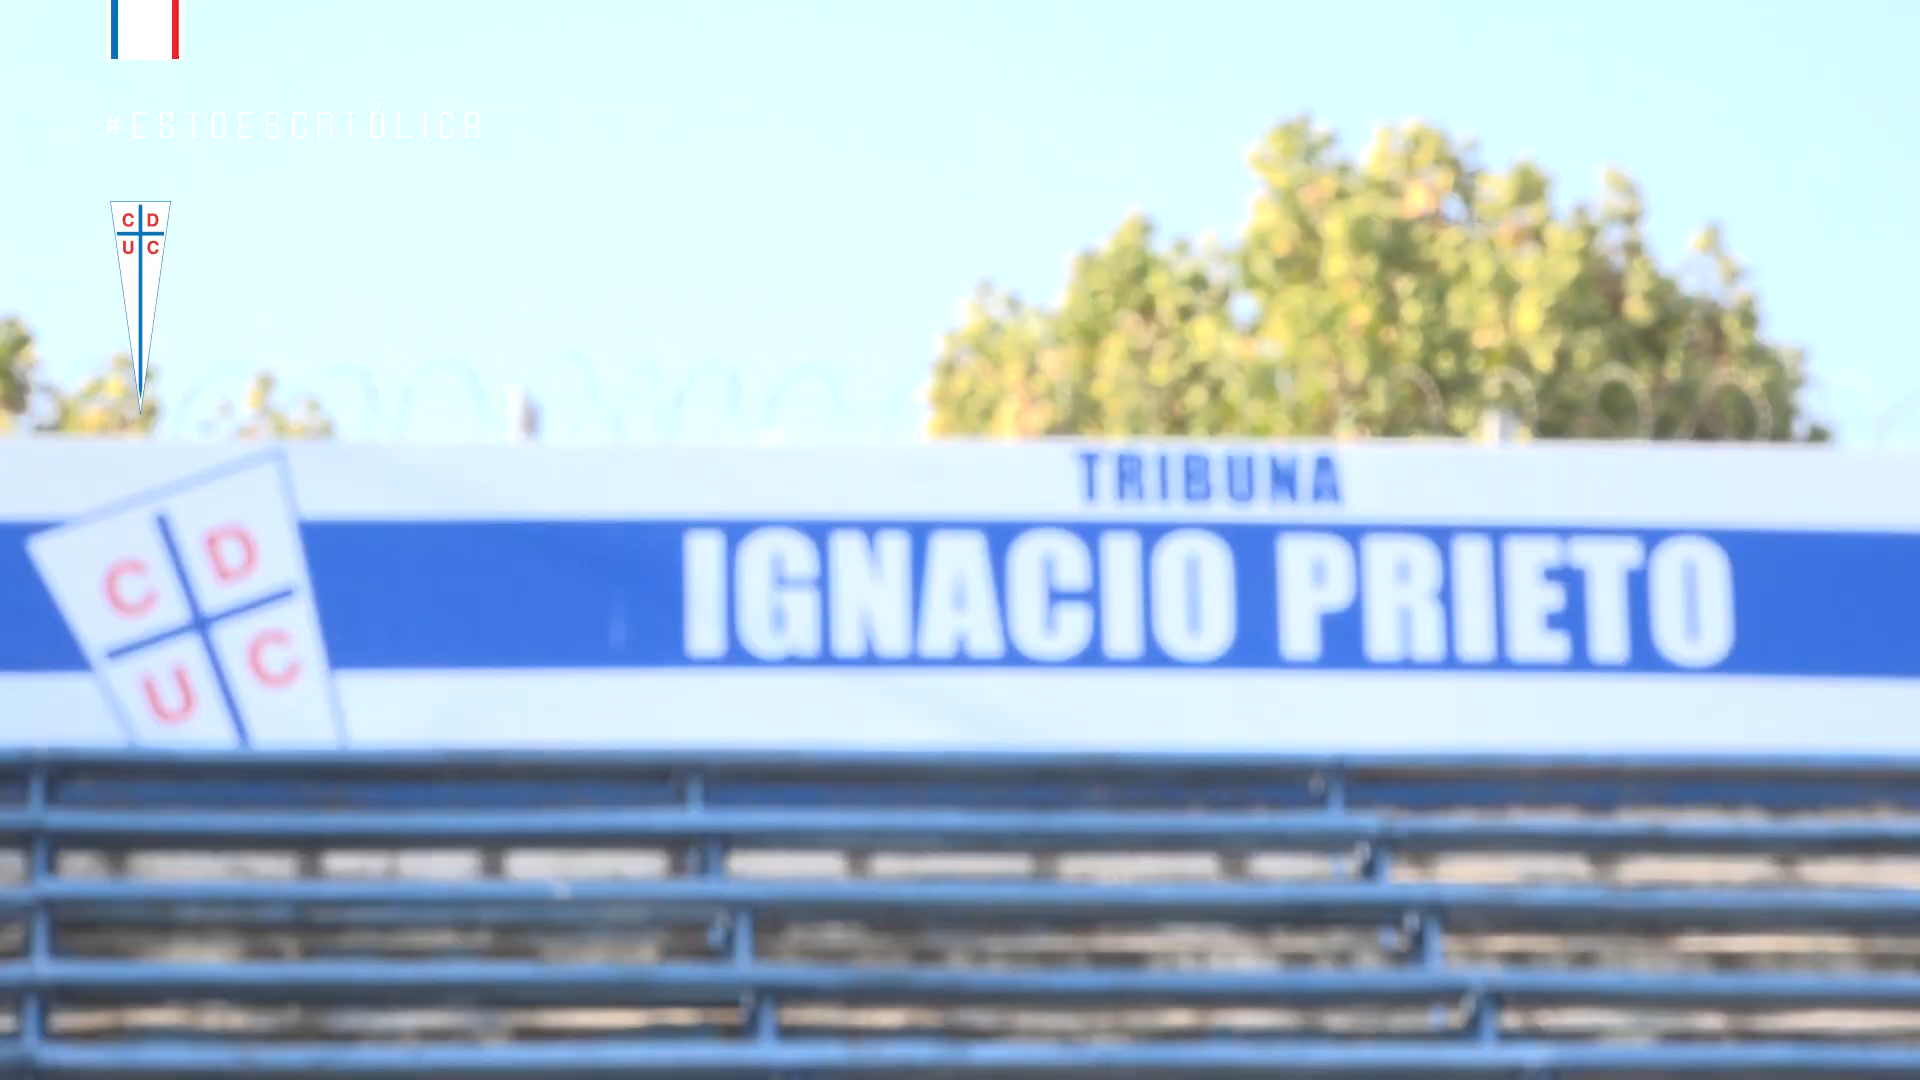 #ESTOESCATÓLICA
C D
U C
TRIBUNA
IGNACIO PRIETO
C D
U C